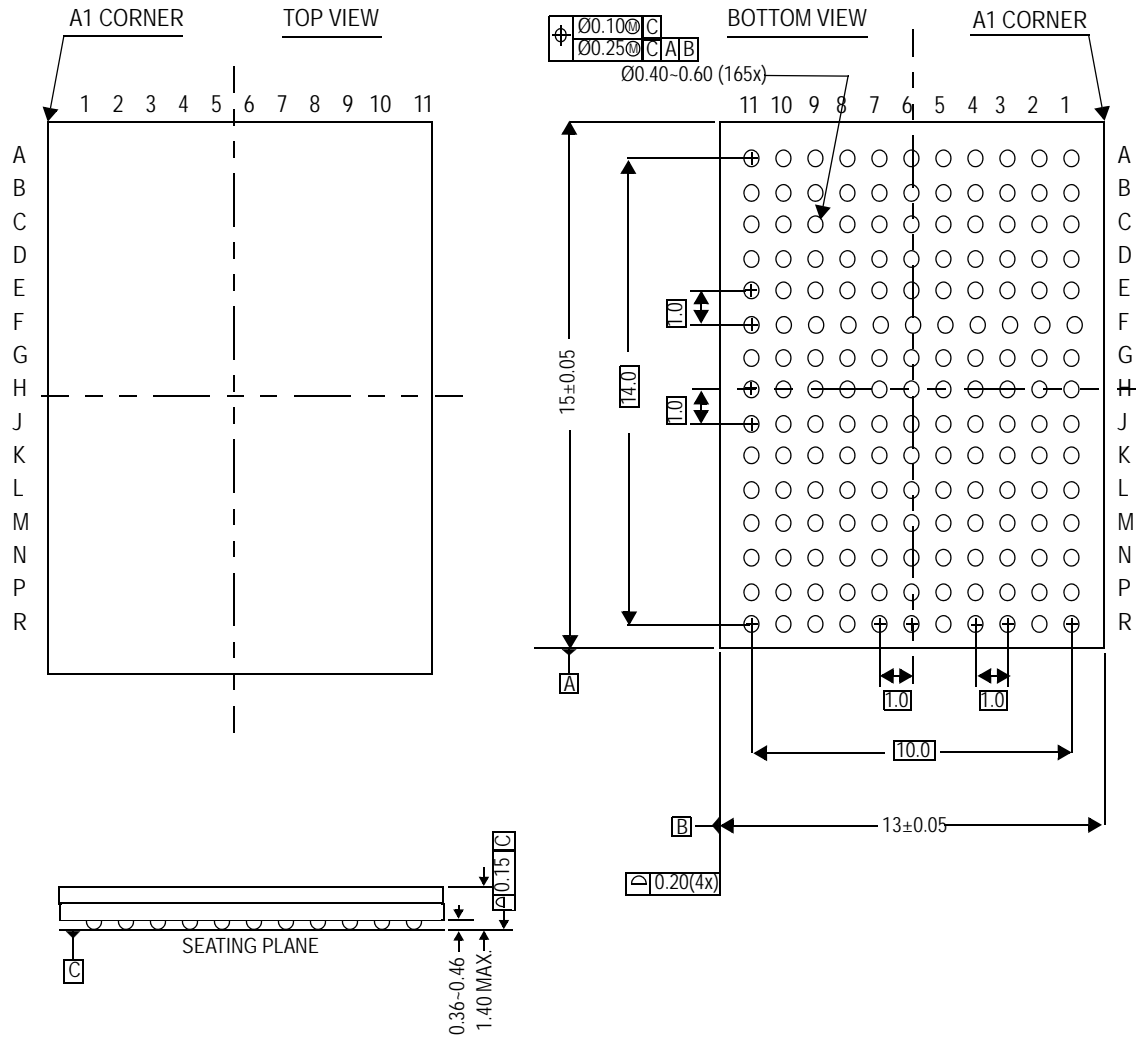 A1 CORNER TOP VIEW
1 2 3 4 5 6 7 8 9 10 11
A
B
C
D
E
F
G
H
J
K
L
M
N
P
R
Ø0.10Ⓜ C
Ø0.25Ⓜ C A B
Ø0.40~0.60 (165x)
BOTTOM VIEW A1 CORNER
11 10 9 8 7 6 5 4 3 2 1
A
B
C
D
E
F
G
H
J
K
L
M
N
P
R
1.0
1.0
14.0
15±0.05
A
1.0 1.0
10.0
B 13±0.05
0.20(4x)
0.15 C
SEATING PLANE
C
0.36~0.46
1.40 MAX.